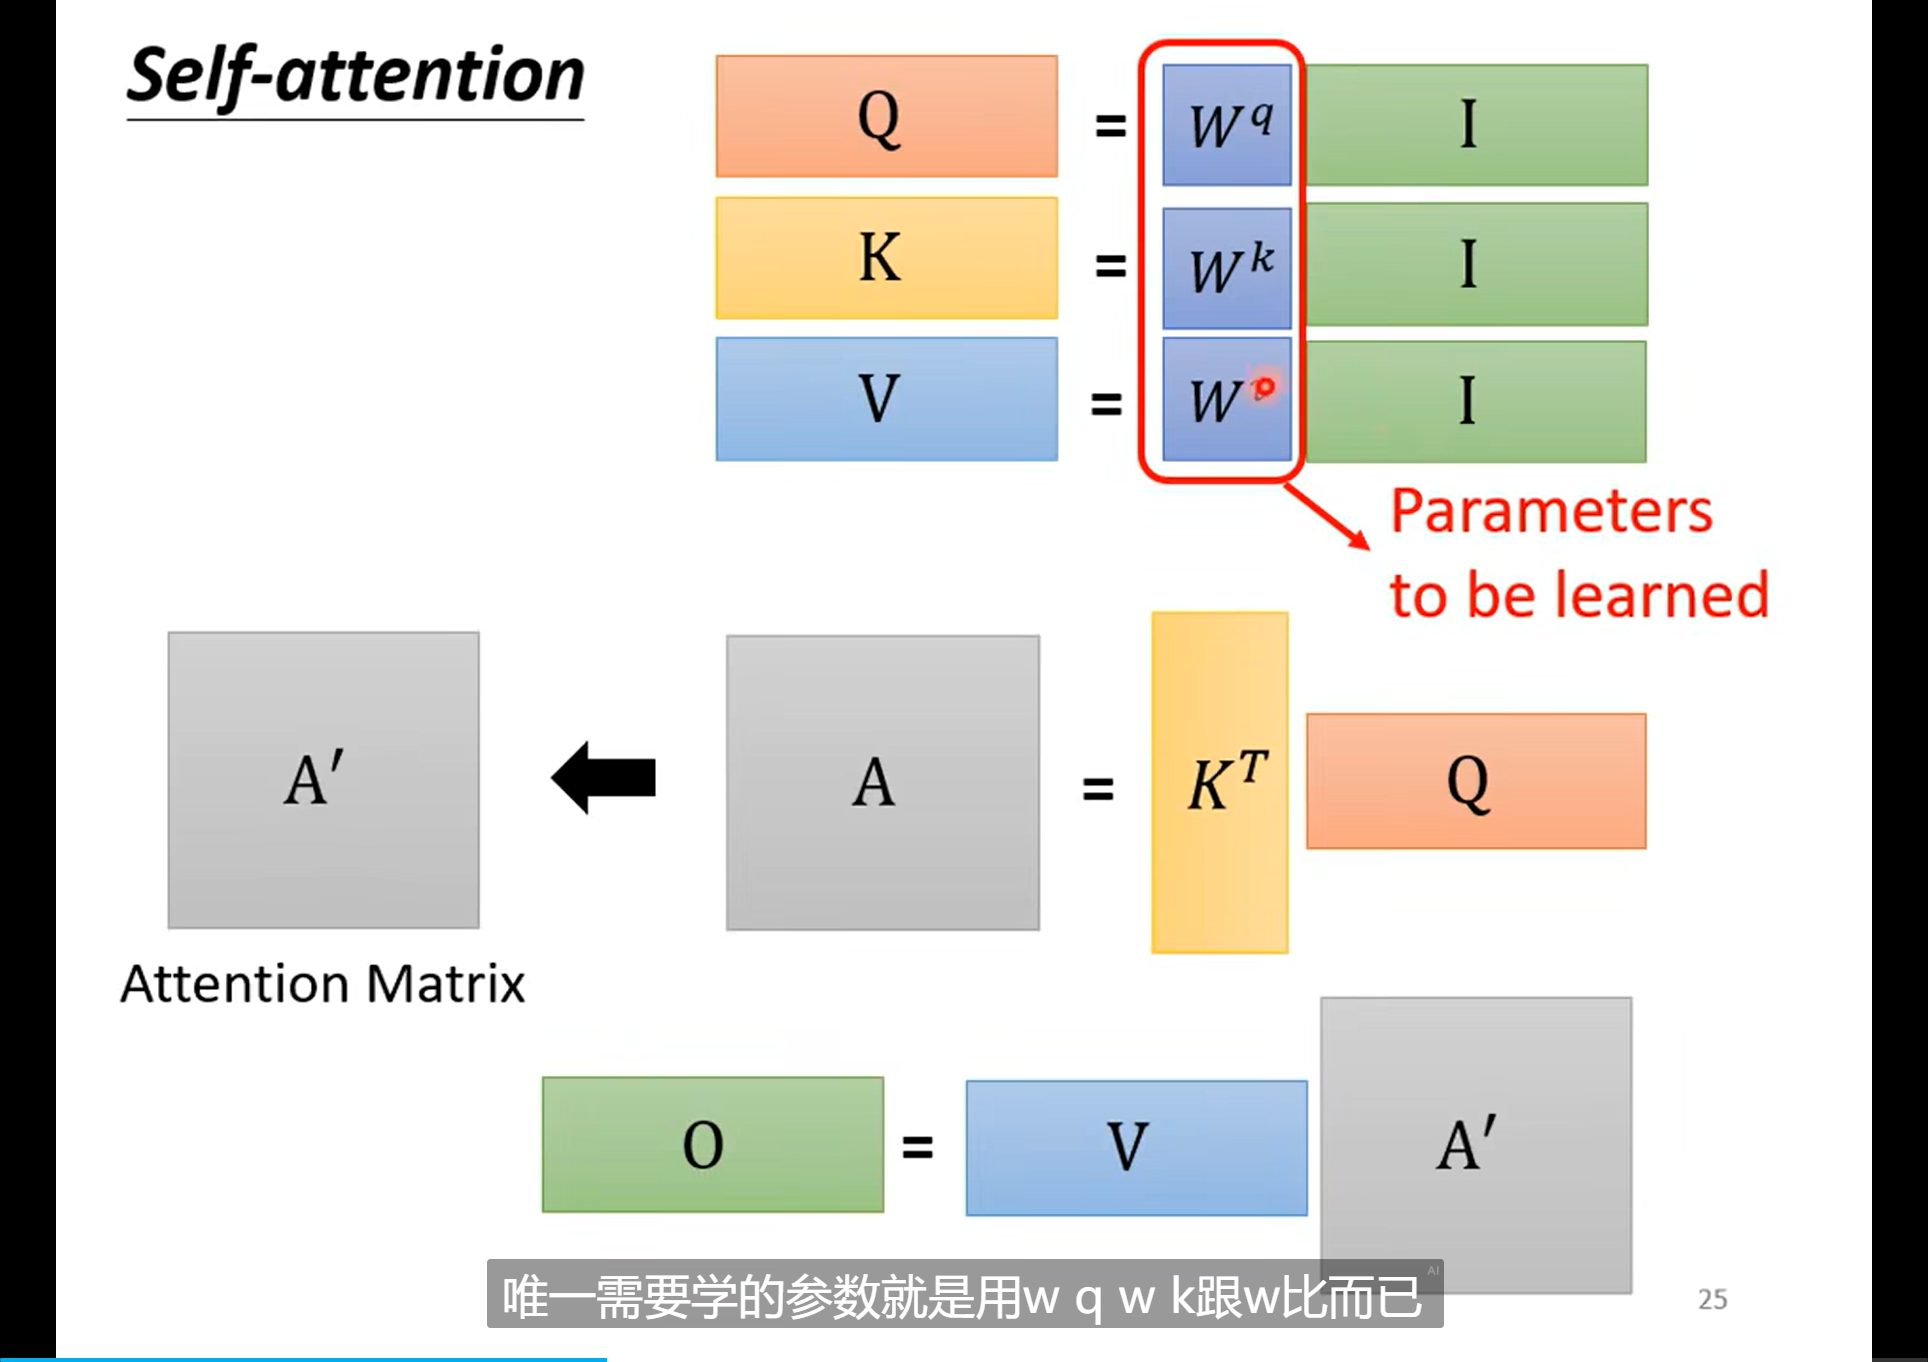 Self-attention
Q = W^q I
K = W^k I
V = W I
Parameters
to be learned
A′ A = K^T Q
Attention Matrix
O = V A′
唯一需要学的参数就是用w q w k跟w比而已
AI
25